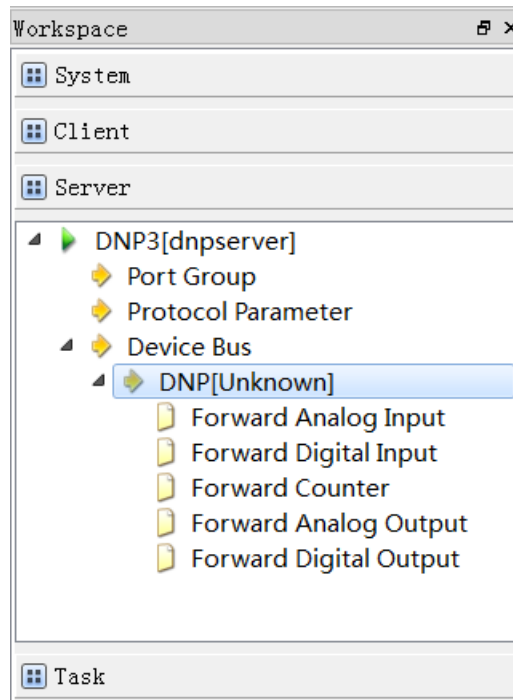 Workspace
System
Client
Server
DNP3[dnpserver]
Port Group
Protocol Parameter
Device Bus
DNP[Unknown]
Forward Analog Input
Forward Digital Input
Forward Counter
Forward Analog Output
Forward Digital Output
Task